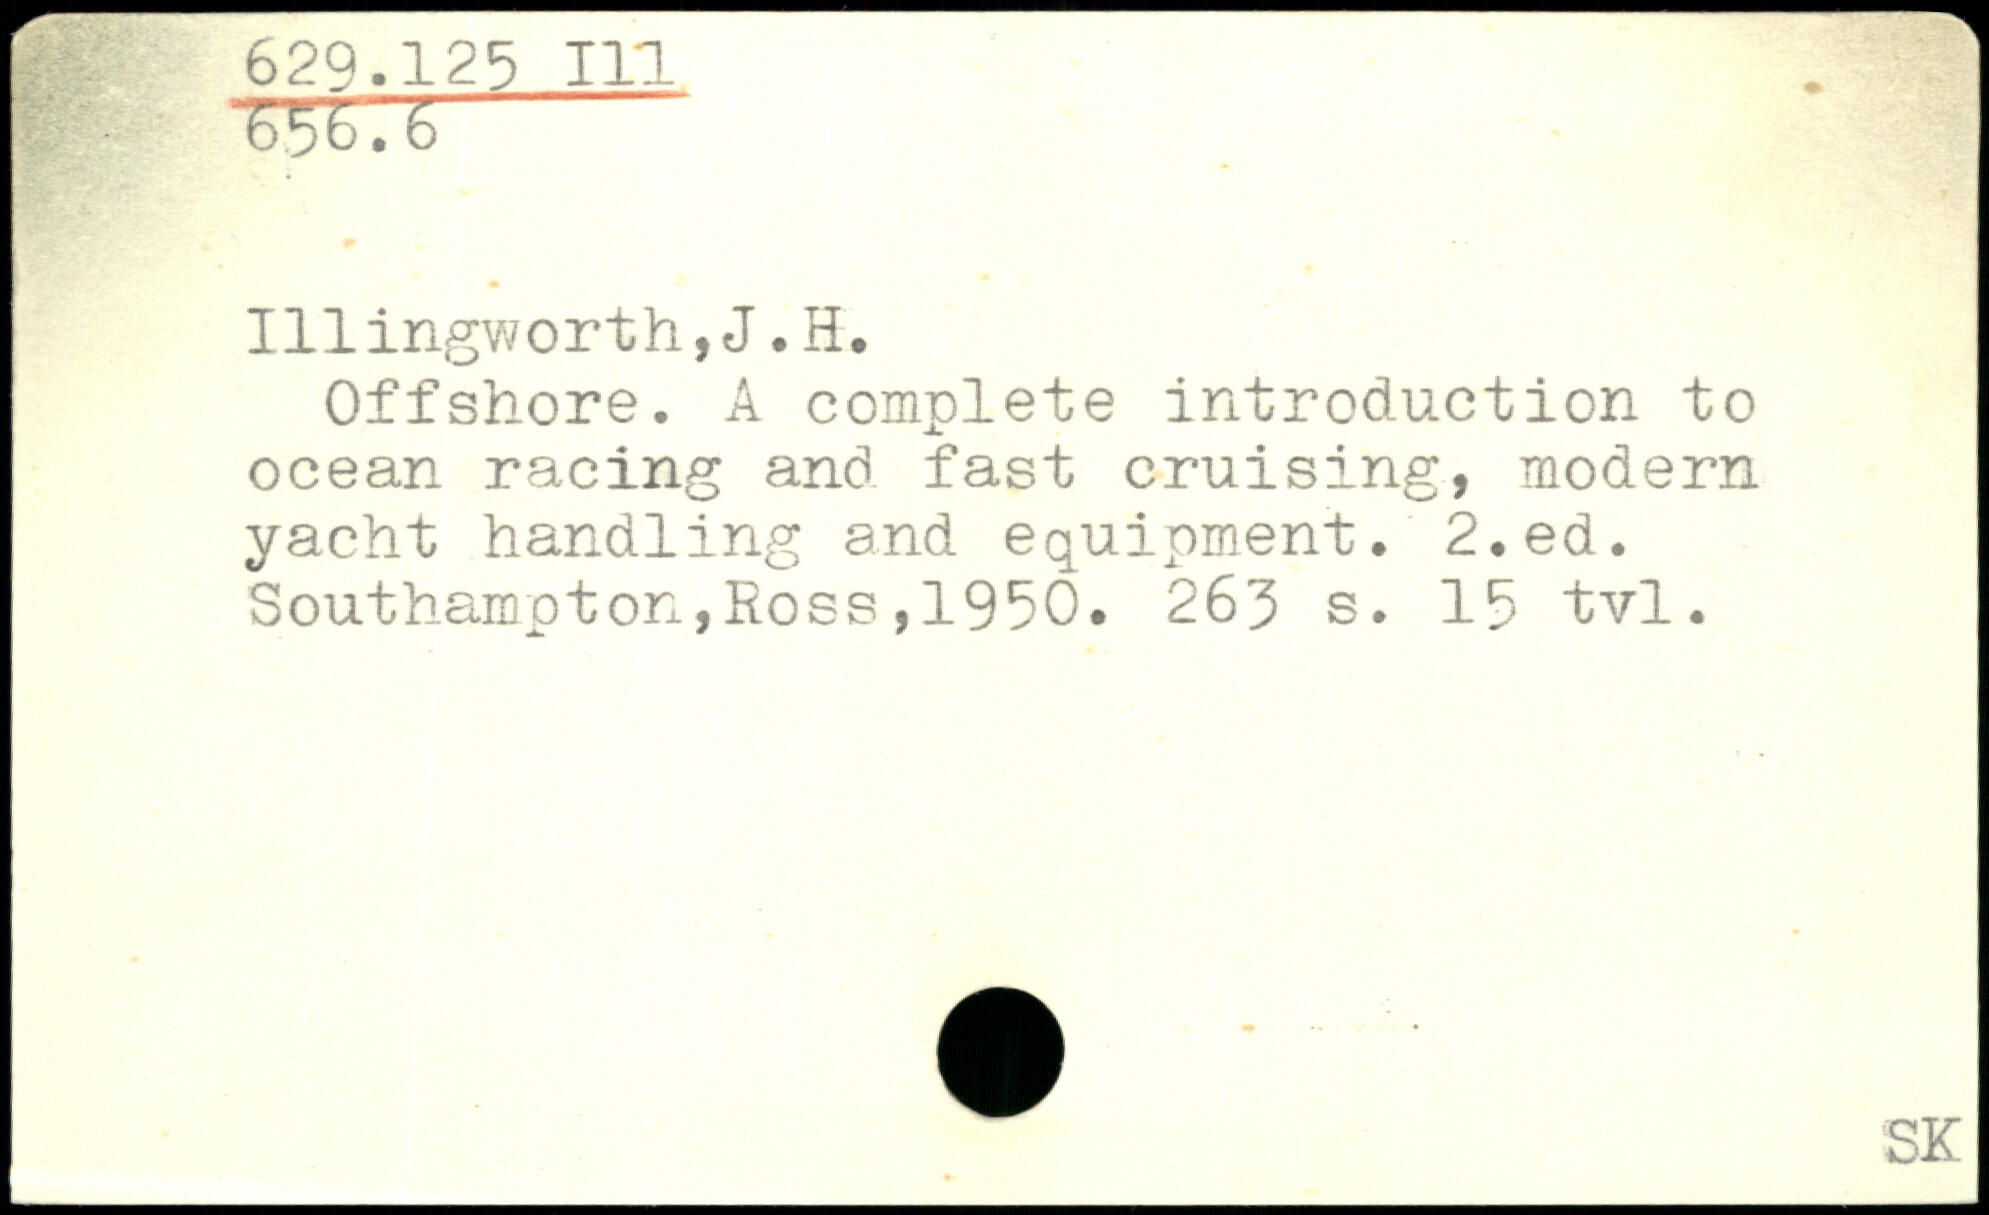 629.125 Ill
656.6
Illingworth,J.H.
Offshore. A complete introduction to
ocean racing and fast cruising, modern
yacht handling and equipment. 2.ed.
Southampton,Ross,1950. 263 s. 15 tvl.
SK